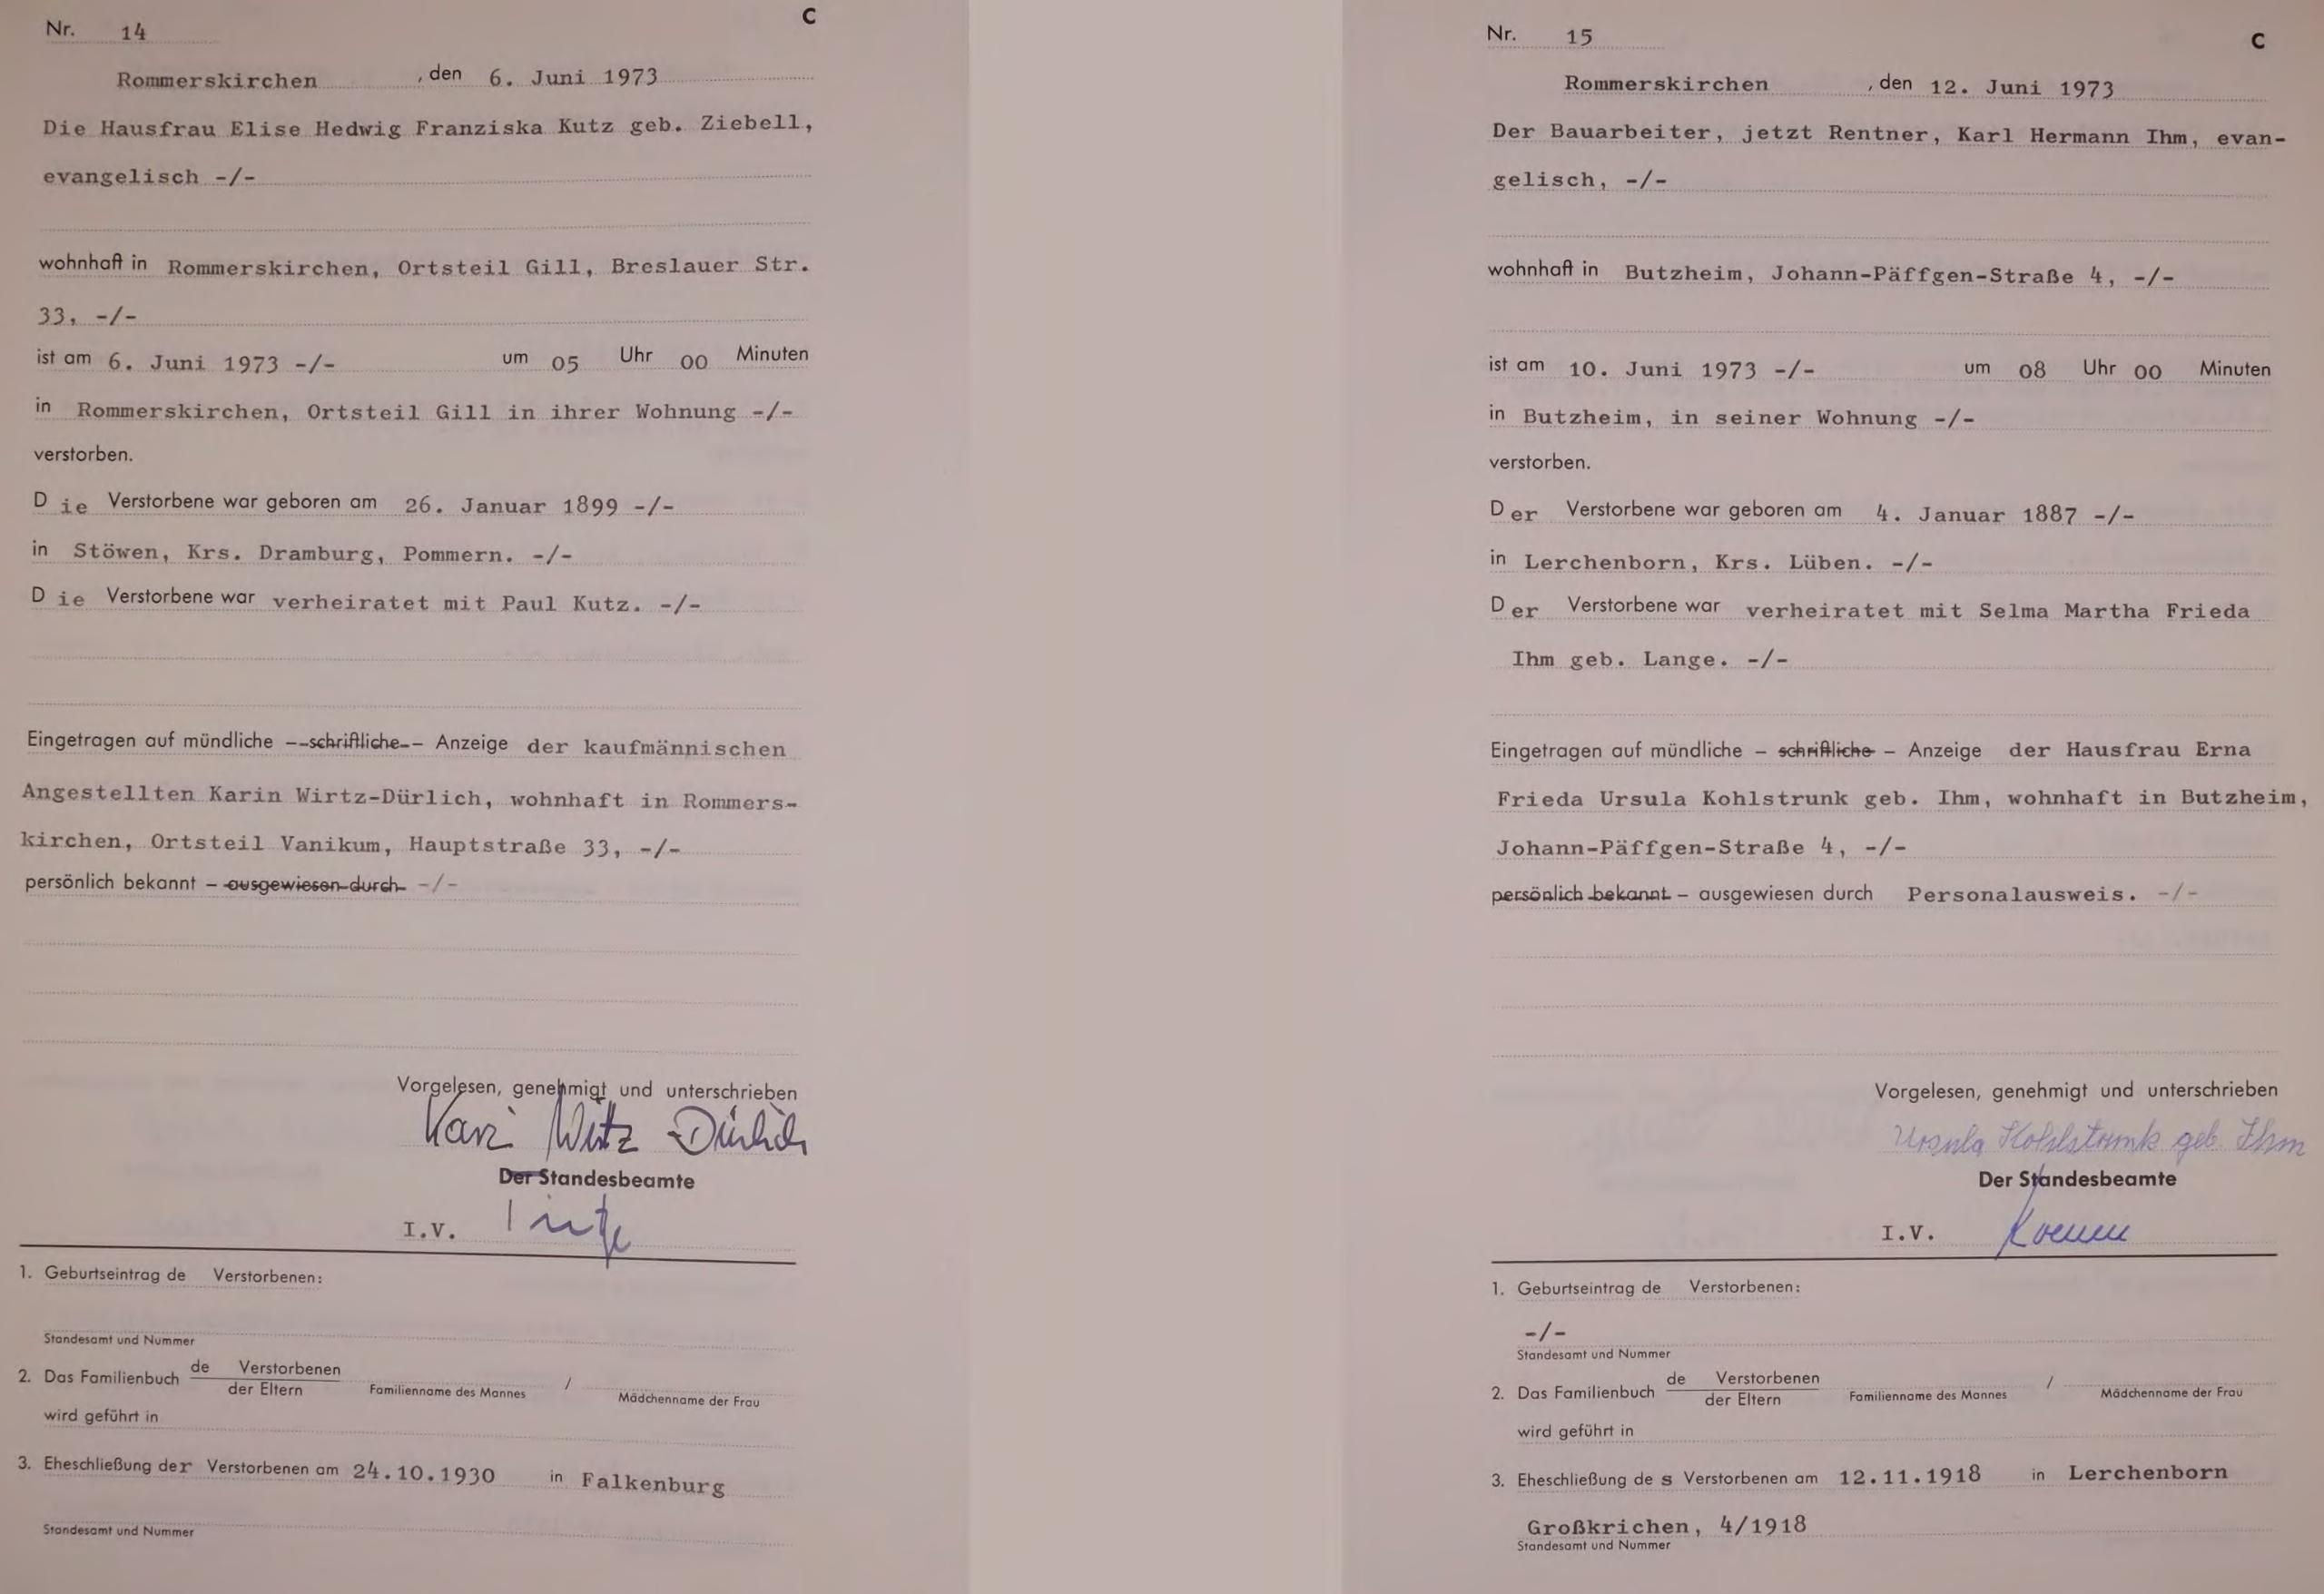 Nr. 14
C
Rommerskirchen , den 6. Juni 1973
Die Hausfrau Elise Hedwig Franziska Kutz geb. Ziebell,
evangelisch -/-
wohnhaft in Rommerskirchen, Ortsteil Gill, Breslauer Str.
33, -/-
ist am 6. Juni 1973 -/- um 05 Uhr 00 Minuten
in Rommerskirchen, Ortsteil Gill in ihrer Wohnung -/-
verstorben.
Die Verstorbene war geboren am 26. Januar 1899 -/-
in Stöwen, Krs. Dramburg, Pommern. -/-
Die Verstorbene war verheiratet mit Paul Kutz. -/-
Eingetragen auf mündliche - schriftliche - Anzeige der kaufmännischen
Angestellten Karin Wirtz-Dürlich, wohnhaft in Rommers-
kirchen, Ortsteil Vanikum, Hauptstraße 33, -/-
persönlich bekannt - ausgewiesen durch -/-
Vorgelesen, genehmigt und unterschrieben
Karin Wirtz Dürlich
Der Standesbeamte
I.V.
1. Geburtseintrag de Verstorbenen:
Standesamt und Nummer
2. Das Familienbuch de Verstorbenen
der Eltern Familienname des Mannes / Mädchenname der Frau
wird geführt in
3. Eheschließung der Verstorbenen am 24.10.1930 in Falkenburg
Standesamt und Nummer
Nr. 15
C
Rommerskirchen , den 12. Juni 1973
Der Bauarbeiter, jetzt Rentner, Karl Hermann Ihm, evan-
gelisch, -/-
wohnhaft in Butzheim, Johann-Päffgen-Straße 4, -/-
ist am 10. Juni 1973 -/- um 08 Uhr 00 Minuten
in Butzheim, in seiner Wohnung -/-
verstorben.
Der Verstorbene war geboren am 4. Januar 1887 -/-
in Lerchenborn, Krs. Lüben. -/-
Der Verstorbene war verheiratet mit Selma Martha Frieda
Ihm geb. Lange. -/-
Eingetragen auf mündliche - schriftliche - Anzeige der Hausfrau Erna
Frieda Ursula Kohlstrunk geb. Ihm, wohnhaft in Butzheim,
Johann-Päffgen-Straße 4, -/-
persönlich bekannt - ausgewiesen durch Personalausweis. -/-
Vorgelesen, genehmigt und unterschrieben
Ursula Kohlstrunk geb. Ihm
Der Standesbeamte
I.V. Koenen
1. Geburtseintrag de Verstorbenen:
-/-
Standesamt und Nummer
2. Das Familienbuch de Verstorbenen
der Eltern Familienname des Mannes / Mädchenname der Frau
wird geführt in
3. Eheschließung des Verstorbenen am 12.11.1918 in Lerchenborn
Großkrichen, 4/1918
Standesamt und Nummer